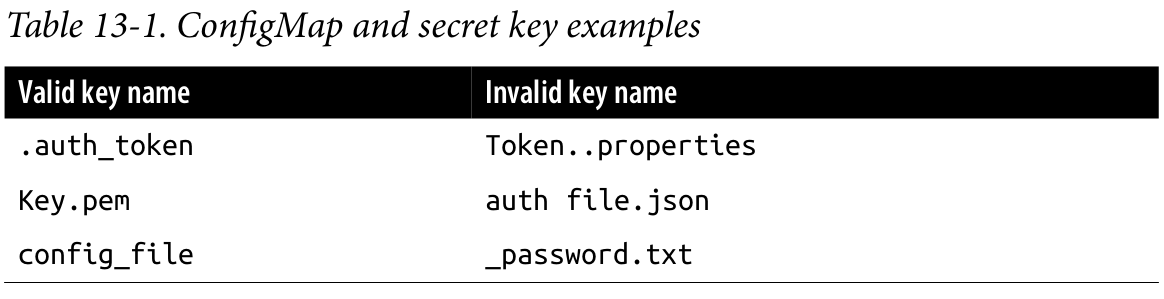 Table 13-1. ConfigMap and secret key examples
Valid key name Invalid key name
.auth_token Token..properties
Key.pem auth file.json
config_file _password.txt